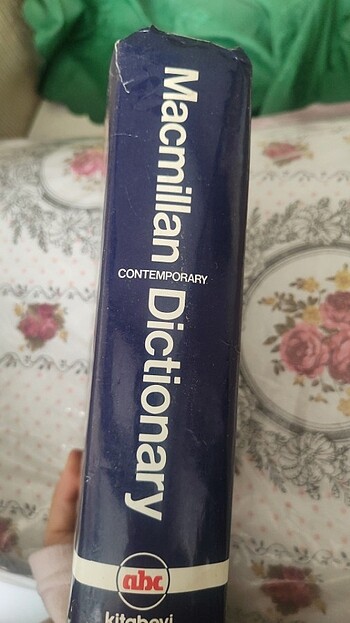 Macmillan
CONTEMPORARY
Dictionary
abc
kitabevi